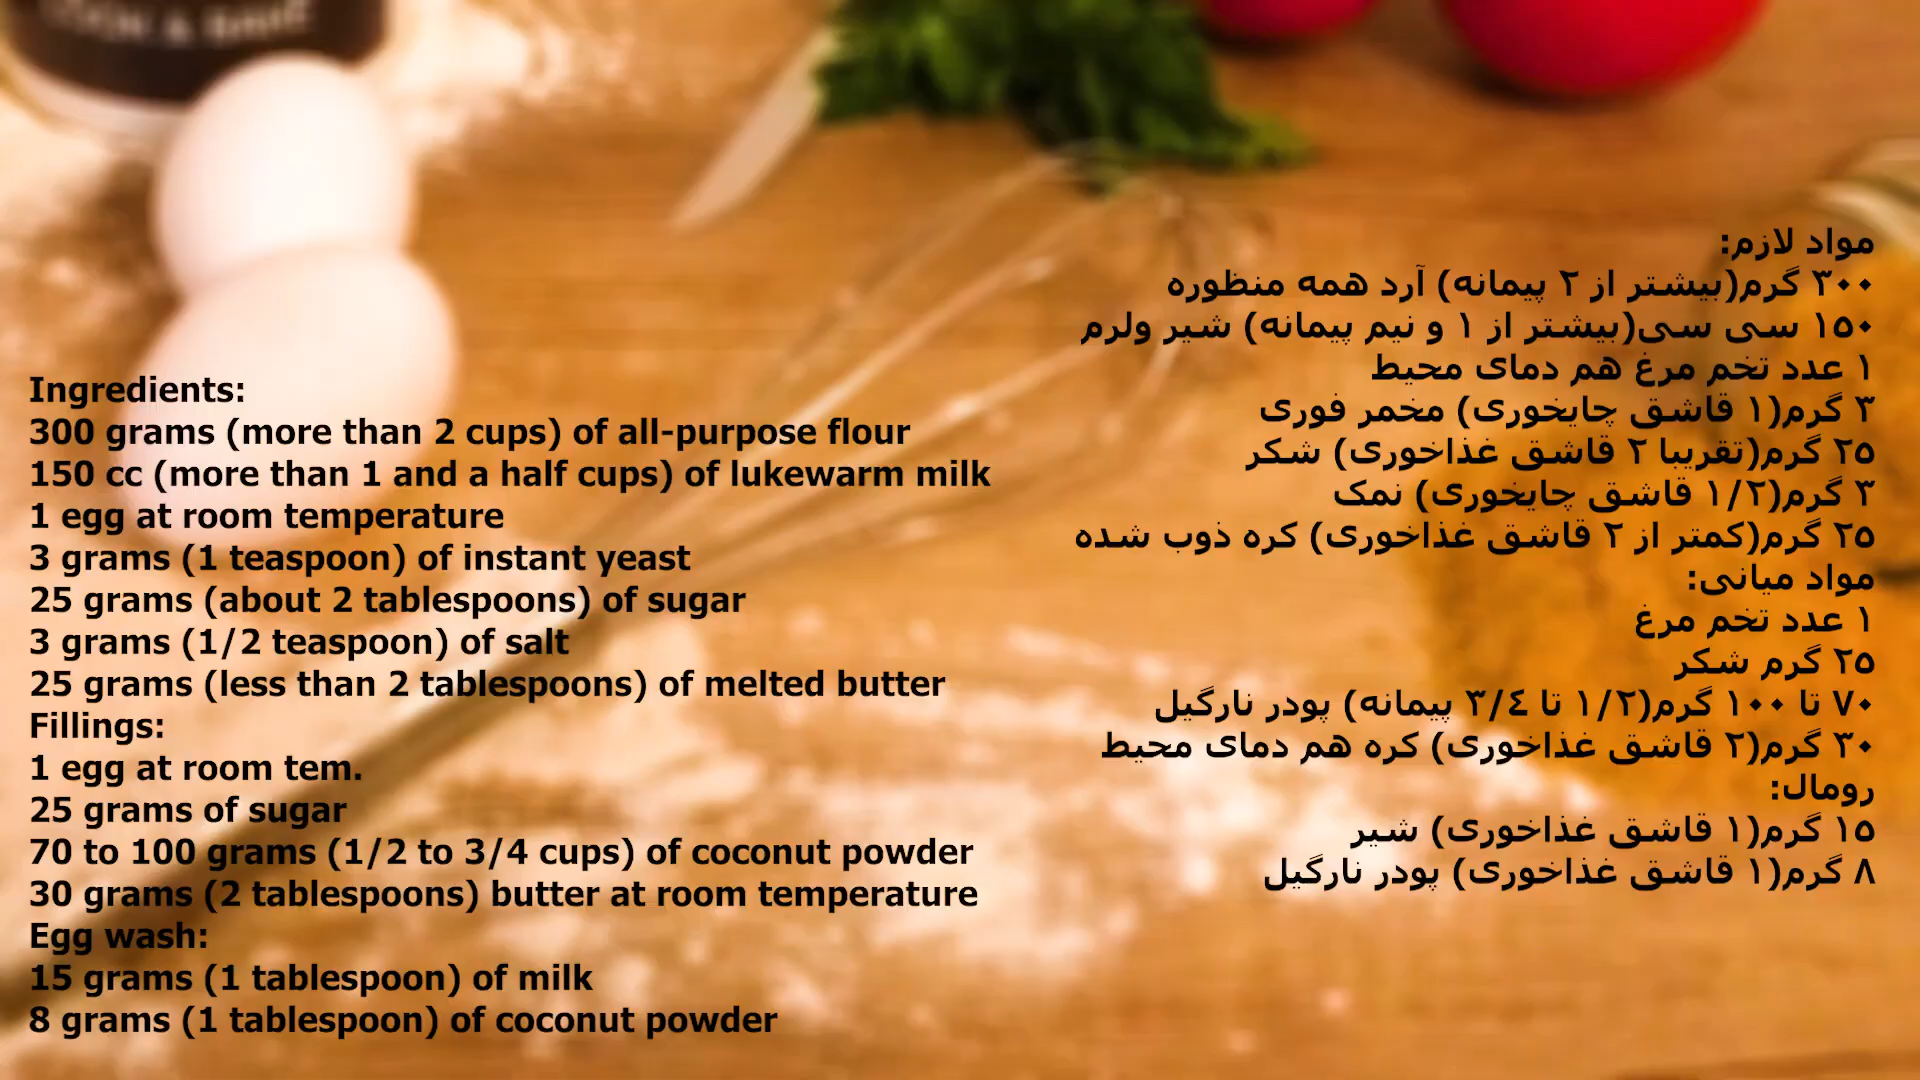 Ingredients:
300 grams (more than 2 cups) of all-purpose flour
150 cc (more than 1 and a half cups) of lukewarm milk
1 egg at room temperature
3 grams (1 teaspoon) of instant yeast
25 grams (about 2 tablespoons) of sugar
3 grams (1/2 teaspoon) of salt
25 grams (less than 2 tablespoons) of melted butter
Fillings:
1 egg at room tem.
25 grams of sugar
70 to 100 grams (1/2 to 3/4 cups) of coconut powder
30 grams (2 tablespoons) butter at room temperature
Egg wash:
15 grams (1 tablespoon) of milk
8 grams (1 tablespoon) of coconut powder
مواد لازم:
۳۰۰ گرم(بیشتر از ۲ پیمانه) آرد همه منظوره
۱۵۰ سی سی(بیشتر از ۱ و نیم پیمانه) شیر ولرم
۱ عدد تخم مرغ هم دمای محیط
۳ گرم(۱ قاشق چایخوری) مخمر فوری
۲۵ گرم(تقریبا ۲ قاشق غذاخوری) شکر
۳ گرم(۱/۲ قاشق چایخوری) نمک
۲۵ گرم(کمتر از ۲ قاشق غذاخوری) کره ذوب شده
مواد میانی:
۱ عدد تخم مرغ
۲۵ گرم شکر
۷۰ تا ۱۰۰ گرم(۱/۲ تا ۳/٤ پیمانه) پودر نارگیل
۳۰ گرم(۲ قاشق غذاخوری) کره هم دمای محیط
رومال:
۱۵ گرم(۱ قاشق غذاخوری) شیر
۸ گرم(۱ قاشق غذاخوری) پودر نارگیل